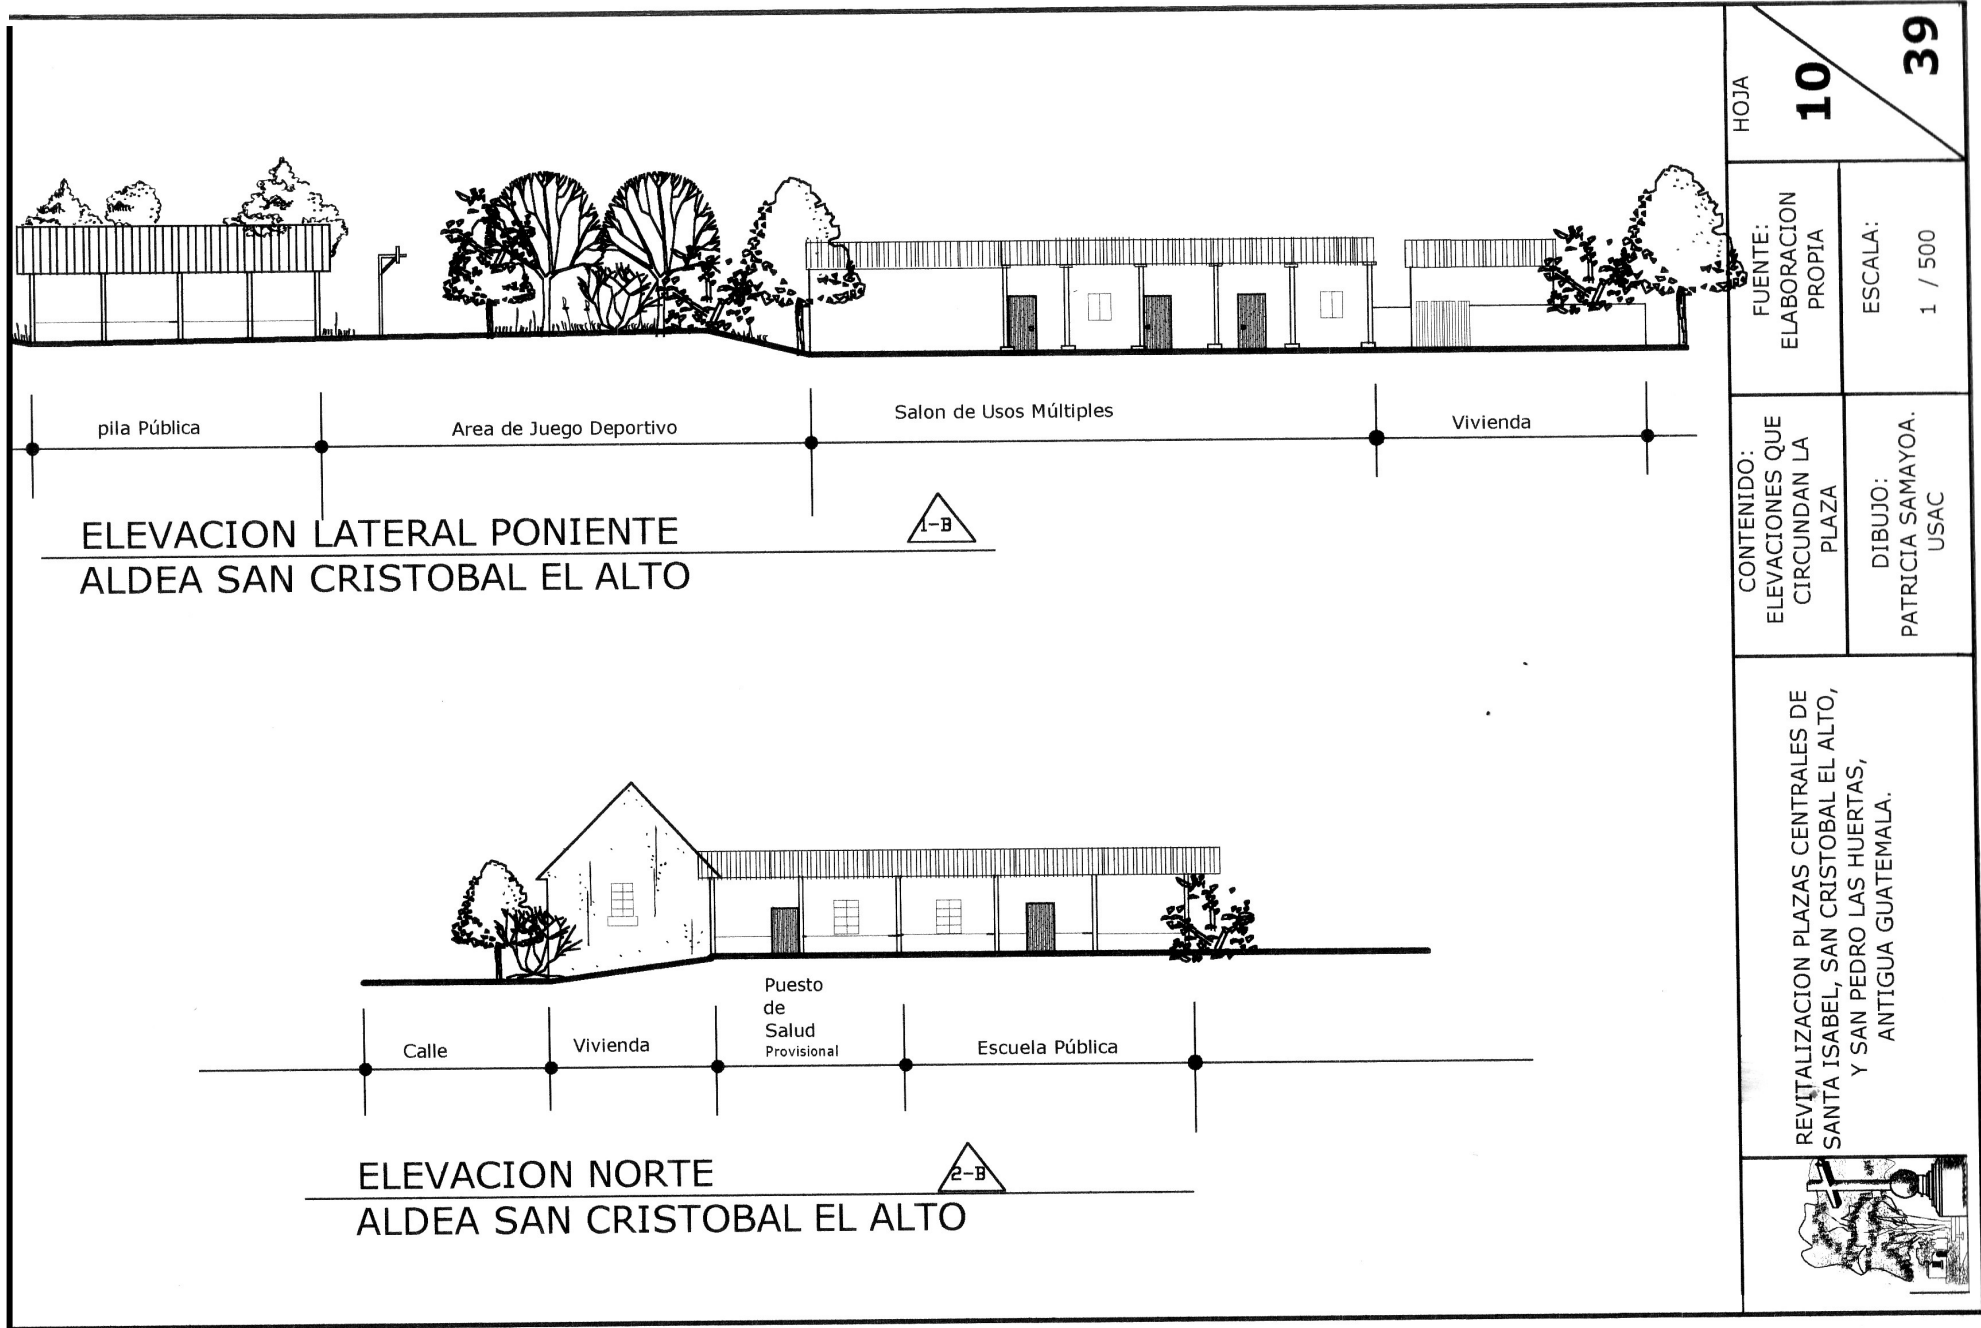 pila Pública
Area de Juego Deportivo
Salon de Usos Múltiples
Vivienda
ELEVACION LATERAL PONIENTE
1-B
ALDEA SAN CRISTOBAL EL ALTO
Puesto
de
Salud
Provisional
Calle
Vivienda
Escuela Pública
ELEVACION NORTE
2-B
ALDEA SAN CRISTOBAL EL ALTO
REVITALIZACION PLAZAS CENTRALES DE
SANTA ISABEL, SAN CRISTOBAL EL ALTO,
Y SAN PEDRO LAS HUERTAS,
ANTIGUA GUATEMALA.
CONTENIDO:
ELEVACIONES QUE
CIRCUNDAN LA
PLAZA
DIBUJO:
PATRICIA SAMAYOA.
USAC
FUENTE:
ELABORACION
PROPIA
ESCALA:
1 / 500
HOJA
10
39